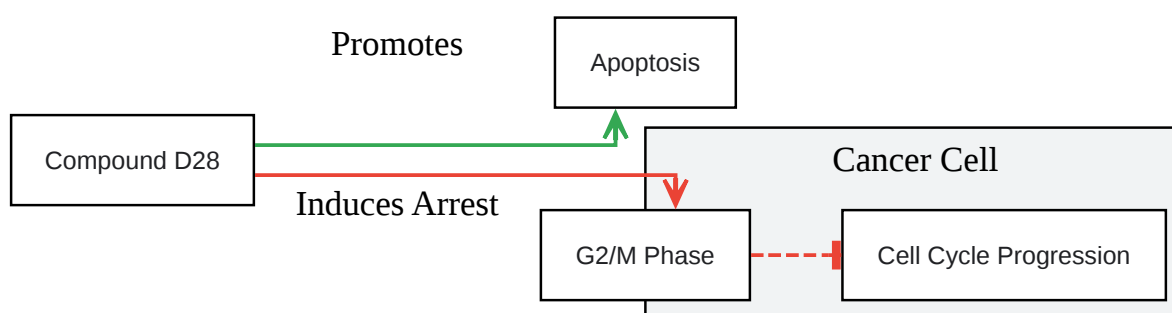 Promotes
Apoptosis
Compound D28
Cancer Cell
Induces Arrest
G2/M Phase
Cell Cycle Progression